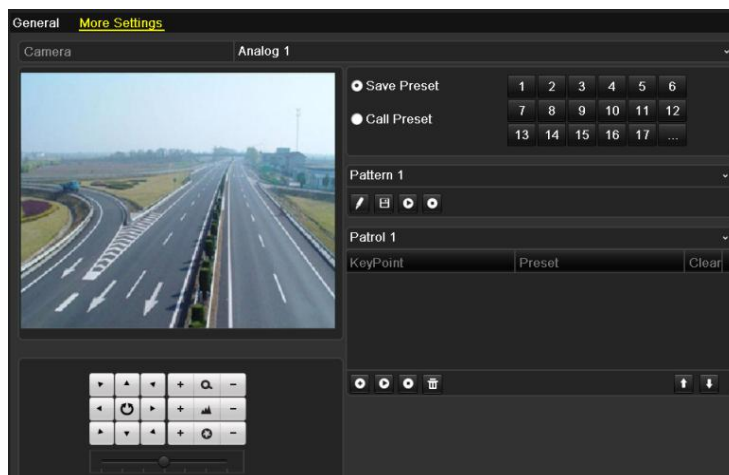 General More Settings
Camera Analog 1
Save Preset 1 2 3 4 5 6
Call Preset 7 8 9 10 11 12
13 14 15 16 17 ...
Pattern 1
Patrol 1
KeyPoint Preset Clear
+ −
+ −
+ −